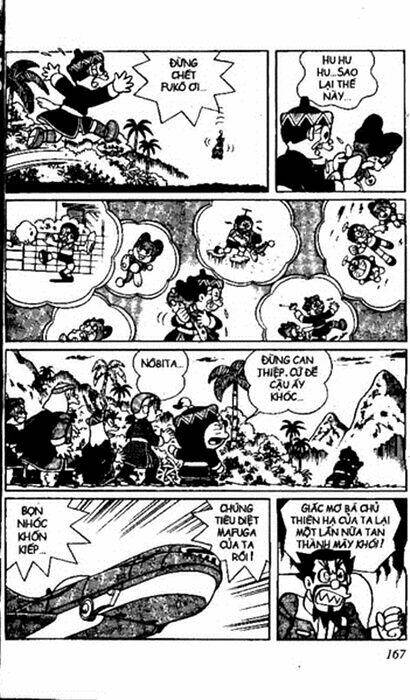 ĐỪNG
CHẾT
FUKÔ
ƠI...
HU HU
HU...SAO
LẠI THẾ
NÀY...
NÔBITA...
ĐỪNG CAN
THIỆP. CỨ ĐỂ
CẬU ẤY
KHÓC...
BỌN
NHÓC
KHỐN
KIẾP...
CHÚNG
TIÊU DIỆT
MAFUGA
CỦA TA
RỒI!
GIẤC MƠ BÁ CHỦ
THIÊN HẠ CỦA TA LẠI
MỘT LẦN NỮA TAN
THÀNH MÂY KHÓI!
167